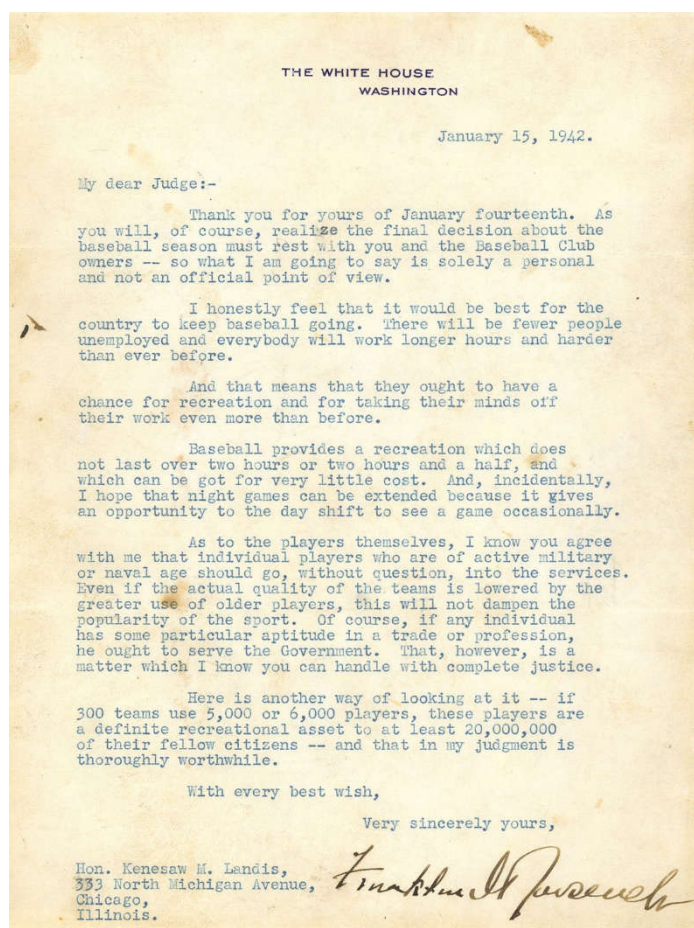 THE WHITE HOUSE
WASHINGTON
January 15, 1942.
My dear Judge:-
Thank you for yours of January fourteenth. As
you will, of course, realize the final decision about the
baseball season must rest with you and the Baseball Club
owners -- so what I am going to say is solely a personal
and not an official point of view.
I honestly feel that it would be best for the
country to keep baseball going. There will be fewer people
unemployed and everybody will work longer hours and harder
than ever before.
And that means that they ought to have a
chance for recreation and for taking their minds off
their work even more than before.
Baseball provides a recreation which does
not last over two hours or two hours and a half, and
which can be got for very little cost. And, incidentally,
I hope that night games can be extended because it gives
an opportunity to the day shift to see a game occasionally.
As to the players themselves, I know you agree
with me that individual players who are of active military
or naval age should go, without question, into the services.
Even if the actual quality of the teams is lowered by the
greater use of older players, this will not dampen the
popularity of the sport. Of course, if any individual
has some particular aptitude in a trade or profession,
he ought to serve the Government. That, however, is a
matter which I know you can handle with complete justice.
Here is another way of looking at it -- if
300 teams use 5,000 or 6,000 players, these players are
a definite recreational asset to at least 20,000,000
of their fellow citizens -- and that in my judgment is
thoroughly worthwhile.
With every best wish,
Very sincerely yours,
Hon. Kenesaw M. Landis,
333 North Michigan Avenue,
Chicago,
Illinois.
Franklin D Roosevelt